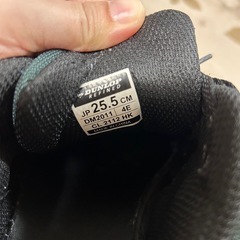 DUNLOP
REFINED
JP 25.5 CM
DM2011 4E
CL 2112 HK